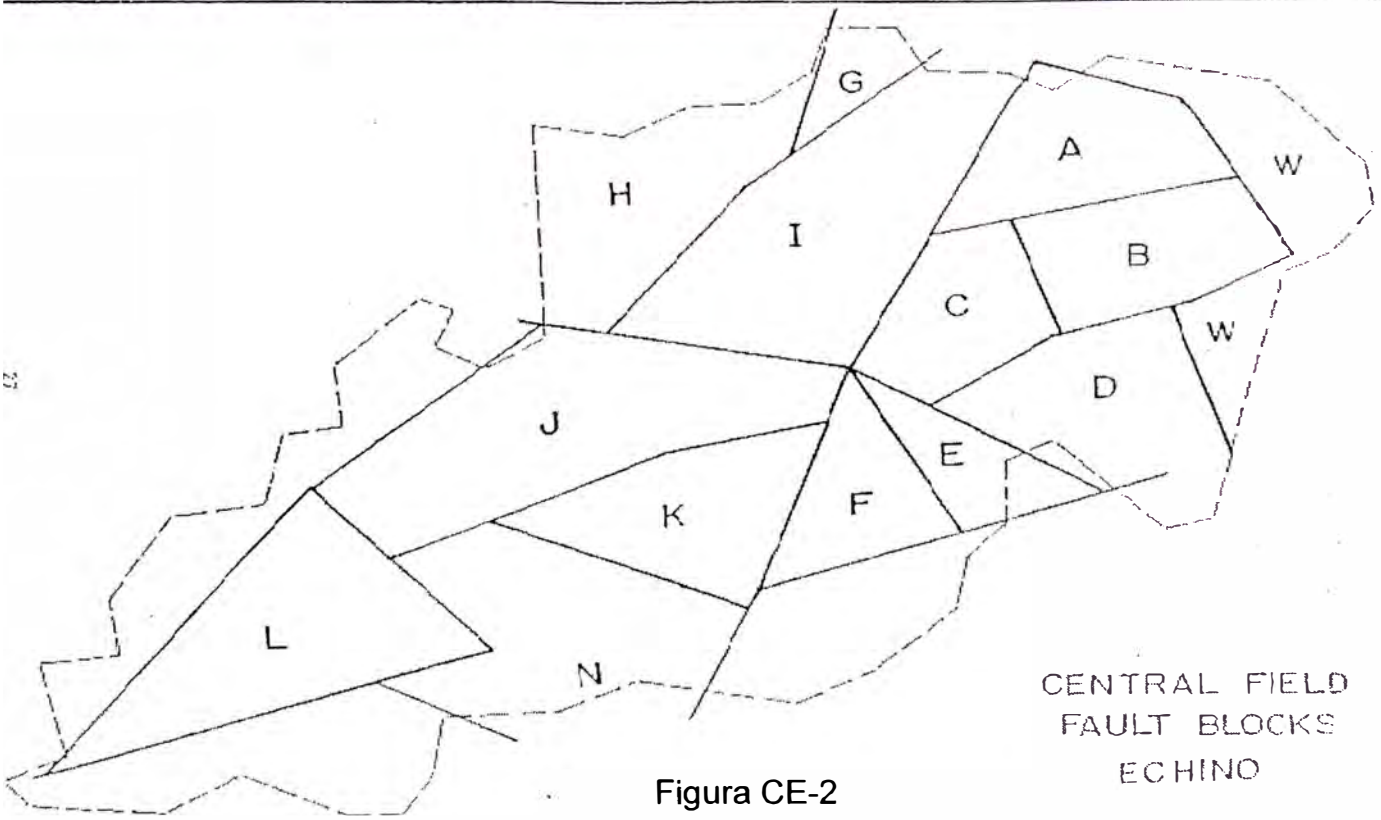 G
A
W
H
I
B
C
W
D
J
E
K
F
L
N
CENTRAL FIELD
FAULT BLOCKS
ECHINO
Figura CE-2